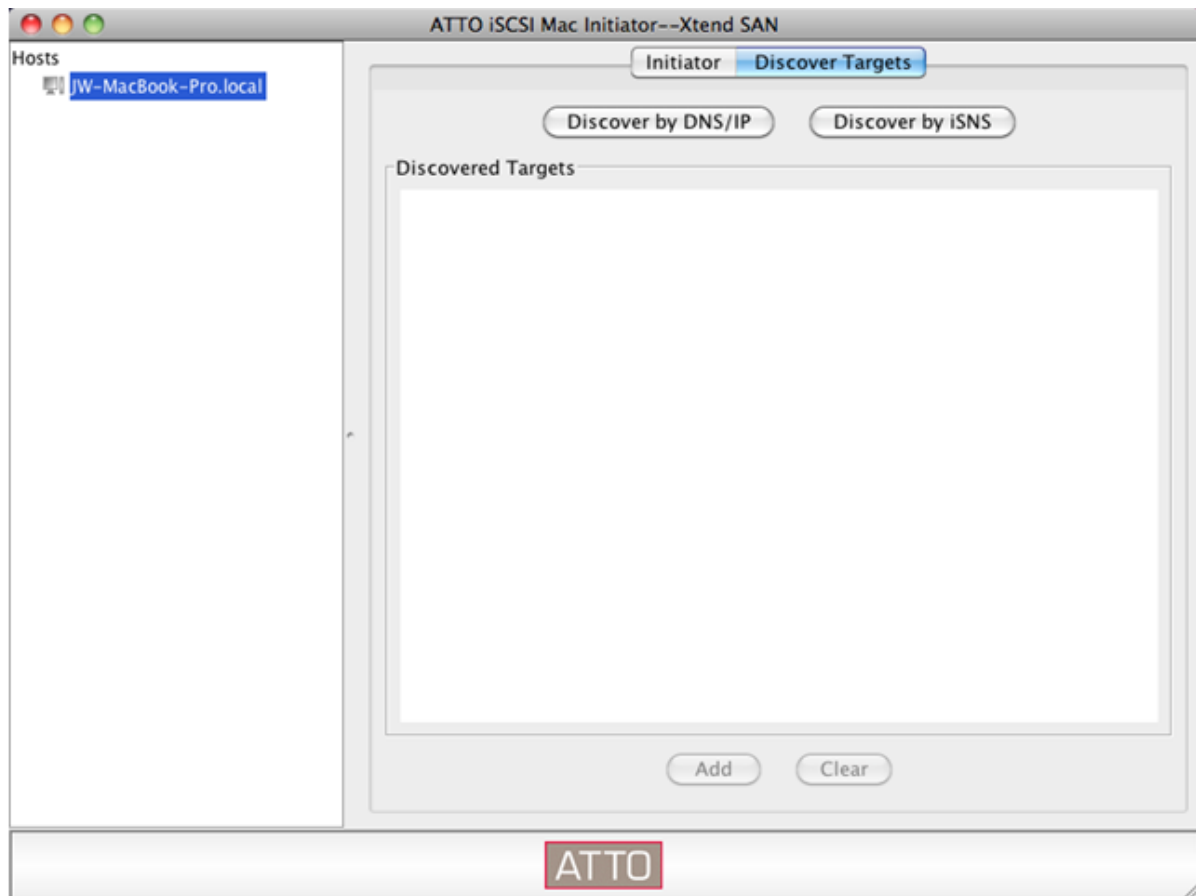 ATTO iSCSI Mac Initiator--Xtend SAN
Hosts
JW-MacBook-Pro.local
Initiator Discover Targets
Discover by DNS/IP Discover by iSNS
Discovered Targets
Add Clear
ATTO